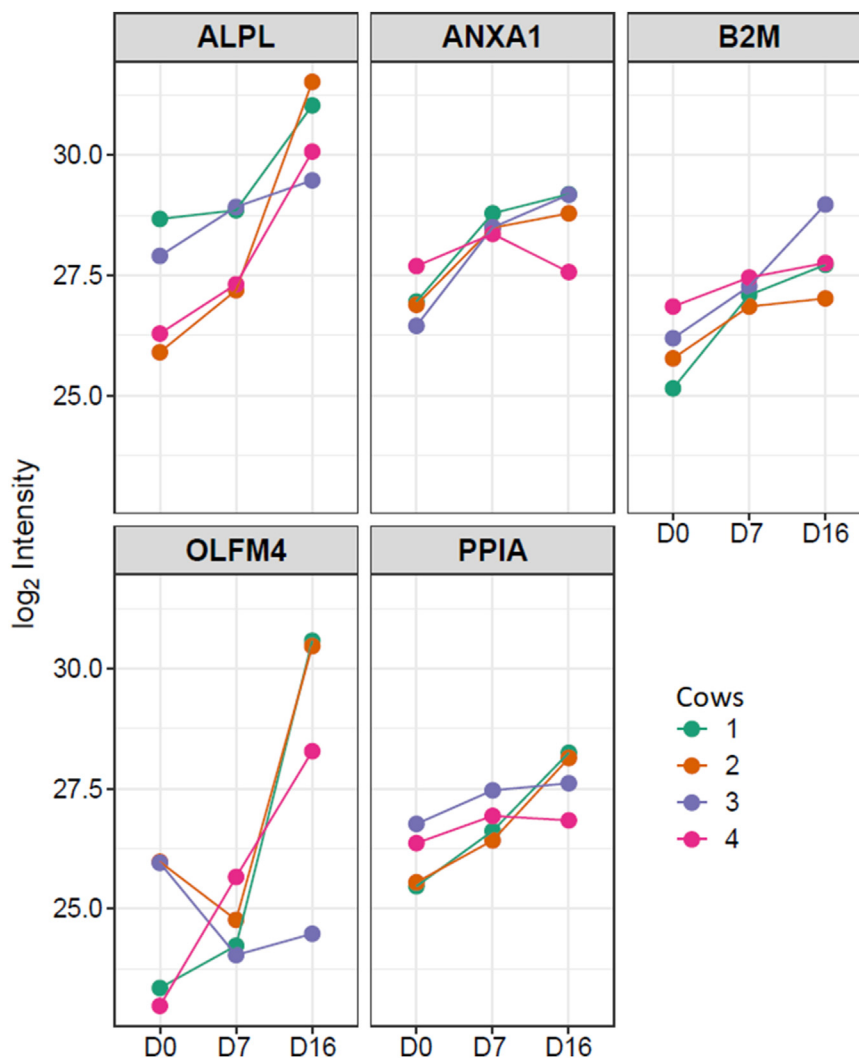 ALPL ANXA1 B2M
30.0
27.5
25.0
D0 D7 D16
log₂ Intensity
OLFM4 PPIA
30.0
27.5
25.0
Cows
1
2
3
4
D0 D7 D16 D0 D7 D16